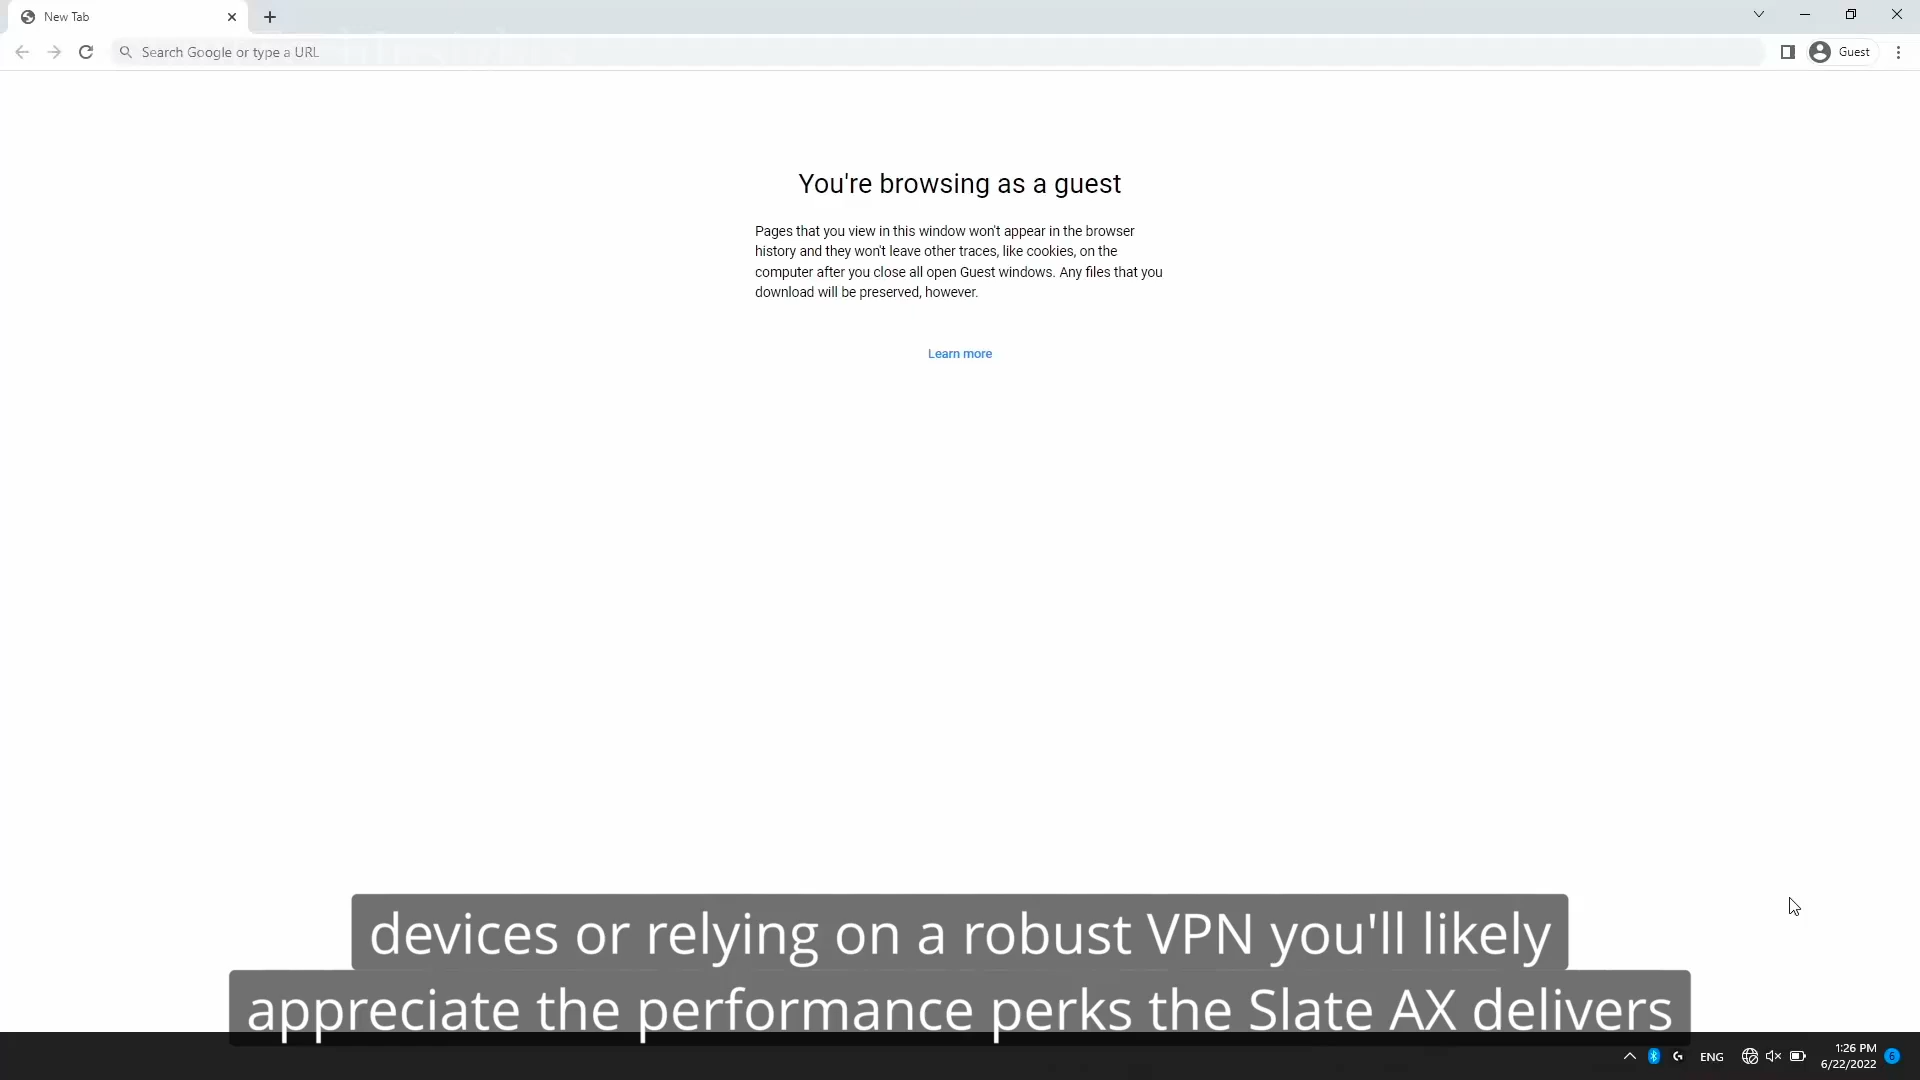 New Tab
Search Google or type a URL
Guest
You're browsing as a guest
Pages that you view in this window won't appear in the browser
history and they won't leave other traces, like cookies, on the
computer after you close all open Guest windows. Any files that you
download will be preserved, however.
Learn more
devices or relying on a robust VPN you'll likely
appreciate the performance perks the Slate AX delivers
ENG
1:26 PM
6/22/2022
6